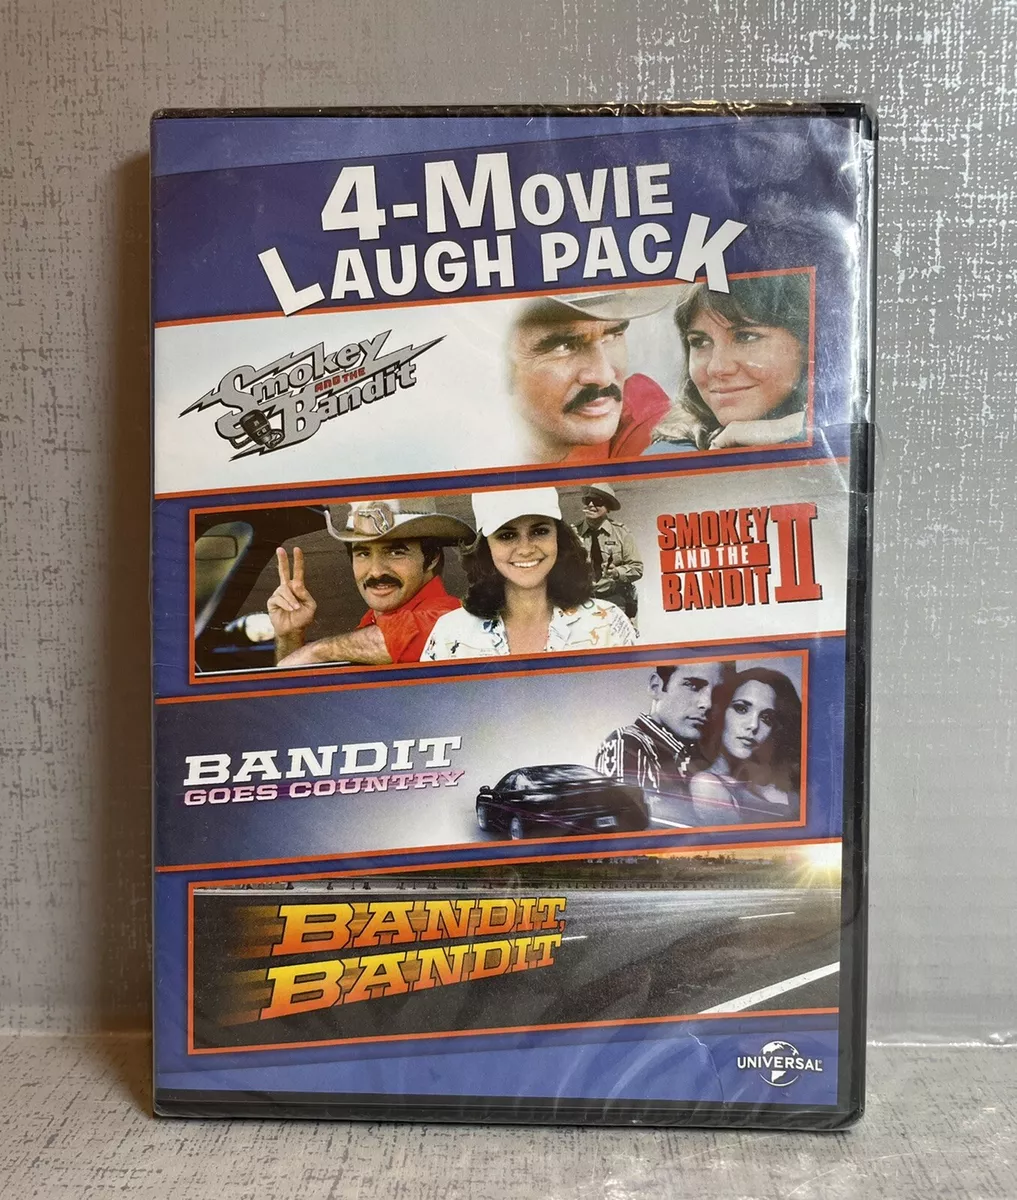 4-MOVIE
LAUGH PACK
Smokey
AND THE
Bandit
SMOKEY
AND THE
BANDIT
II
BANDIT
GOES COUNTRY
BANDIT,
BANDIT
UNIVERSAL